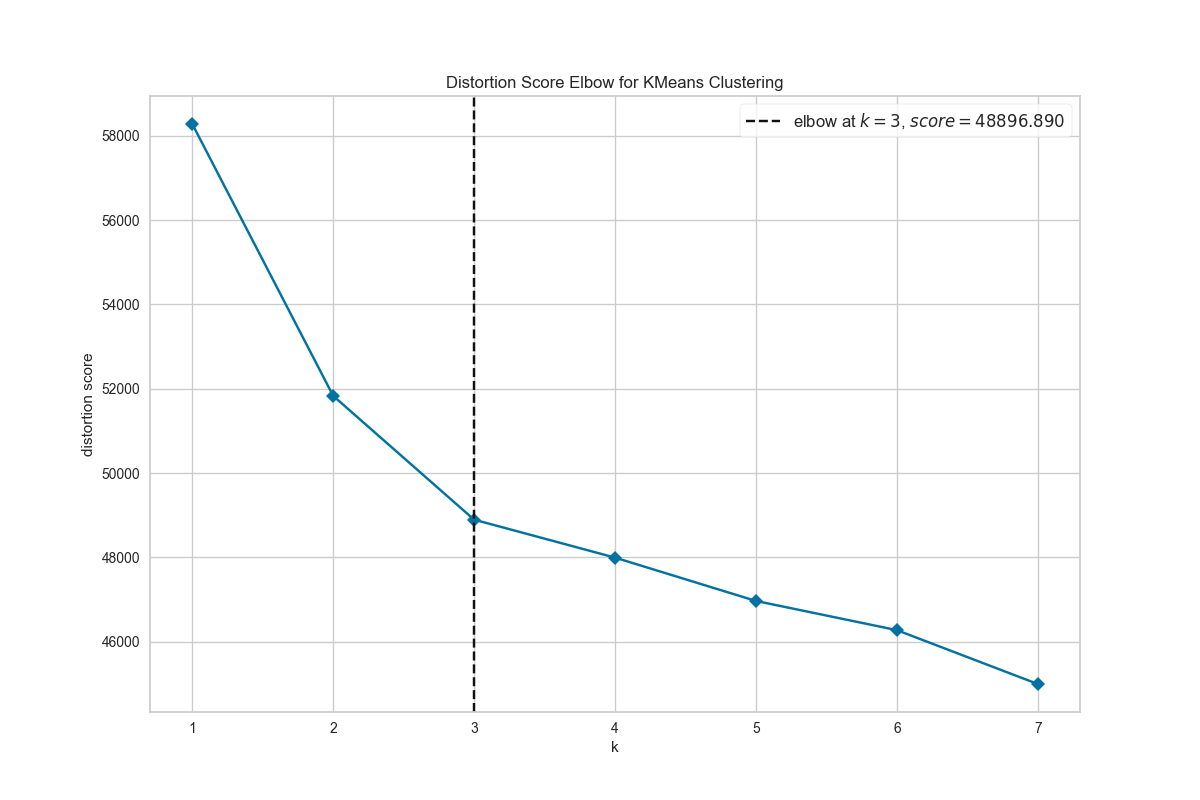 Distortion Score Elbow for KMeans Clustering
elbow at k = 3, score = 48896.890
58000
56000
54000
52000
50000
48000
46000
distortion score
1 2 3 4 5 6 7
k